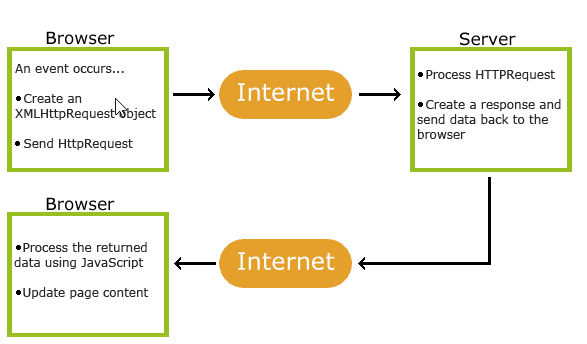 Browser
An event occurs...
•Create an
XMLHttpRequest object
• Send HttpRequest
Internet
Server
•Process HTTPRequest
•Create a response and
send data back to the
browser
Browser
•Process the returned
data using JavaScript
•Update page content
Internet